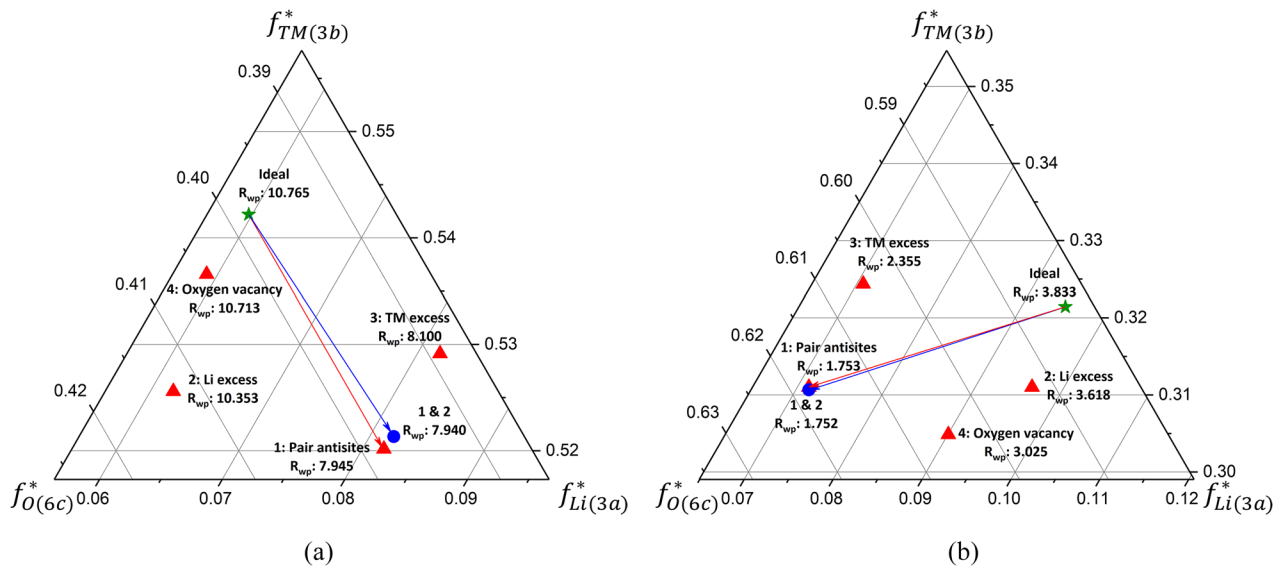 f*TM(3b)
0.39
0.55
Ideal
Rwp: 10.765
0.40
0.54
4: Oxygen vacancy
Rwp: 10.713
0.41
3: TM excess
Rwp: 8.100
0.53
2: Li excess
Rwp: 10.353
0.42
1 & 2
Rwp: 7.940
1: Pair antisites
Rwp: 7.945
0.52
f*O(6c)
0.06
0.07
0.08
0.09
f*Li(3a)
(a)
f*TM(3b)
0.35
0.59
0.34
0.60
3: TM excess
Rwp: 2.355
0.33
0.61
Ideal
Rwp: 3.833
0.32
0.62
1: Pair antisites
Rwp: 1.753
2: Li excess
Rwp: 3.618
0.31
1 & 2
Rwp: 1.752
0.63
4: Oxygen vacancy
Rwp: 3.025
0.30
f*O(6c)
0.07
0.08
0.09
0.10
0.11
0.12
f*Li(3a)
(b)